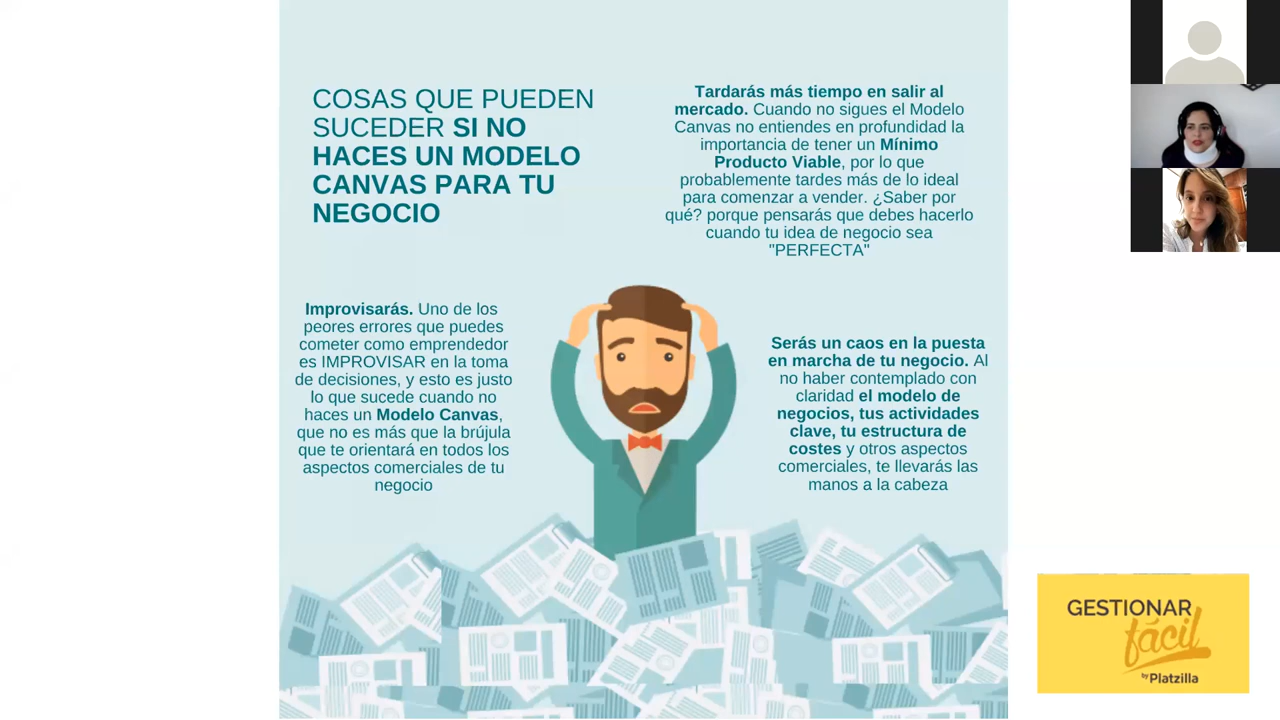 COSAS QUE PUEDEN
SUCEDER SI NO
HACES UN MODELO
CANVAS PARA TU
NEGOCIO
Tardarás más tiempo en salir al
mercado. Cuando no sigues el Modelo
Canvas no entiendes en profundidad la
importancia de tener un Mínimo
Producto Viable, por lo que
probablemente tardes más de lo ideal
para comenzar a vender. ¿Saber por
qué? porque pensarás que debes hacerlo
cuando tu idea de negocio sea
"PERFECTA"
Improvisarás. Uno de los
peores errores que puedes
cometer como emprendedor
es IMPROVISAR en la toma
de decisiones, y esto es justo
lo que sucede cuando no
haces un Modelo Canvas,
que no es más que la brújula
que te orientará en todos los
aspectos comerciales de tu
negocio
Serás un caos en la puesta
en marcha de tu negocio. Al
no haber contemplado con
claridad el modelo de
negocios, tus actividades
clave, tu estructura de
costes y otros aspectos
comerciales, te llevarás las
manos a la cabeza
GESTIONAR
fácil
by Platzilla